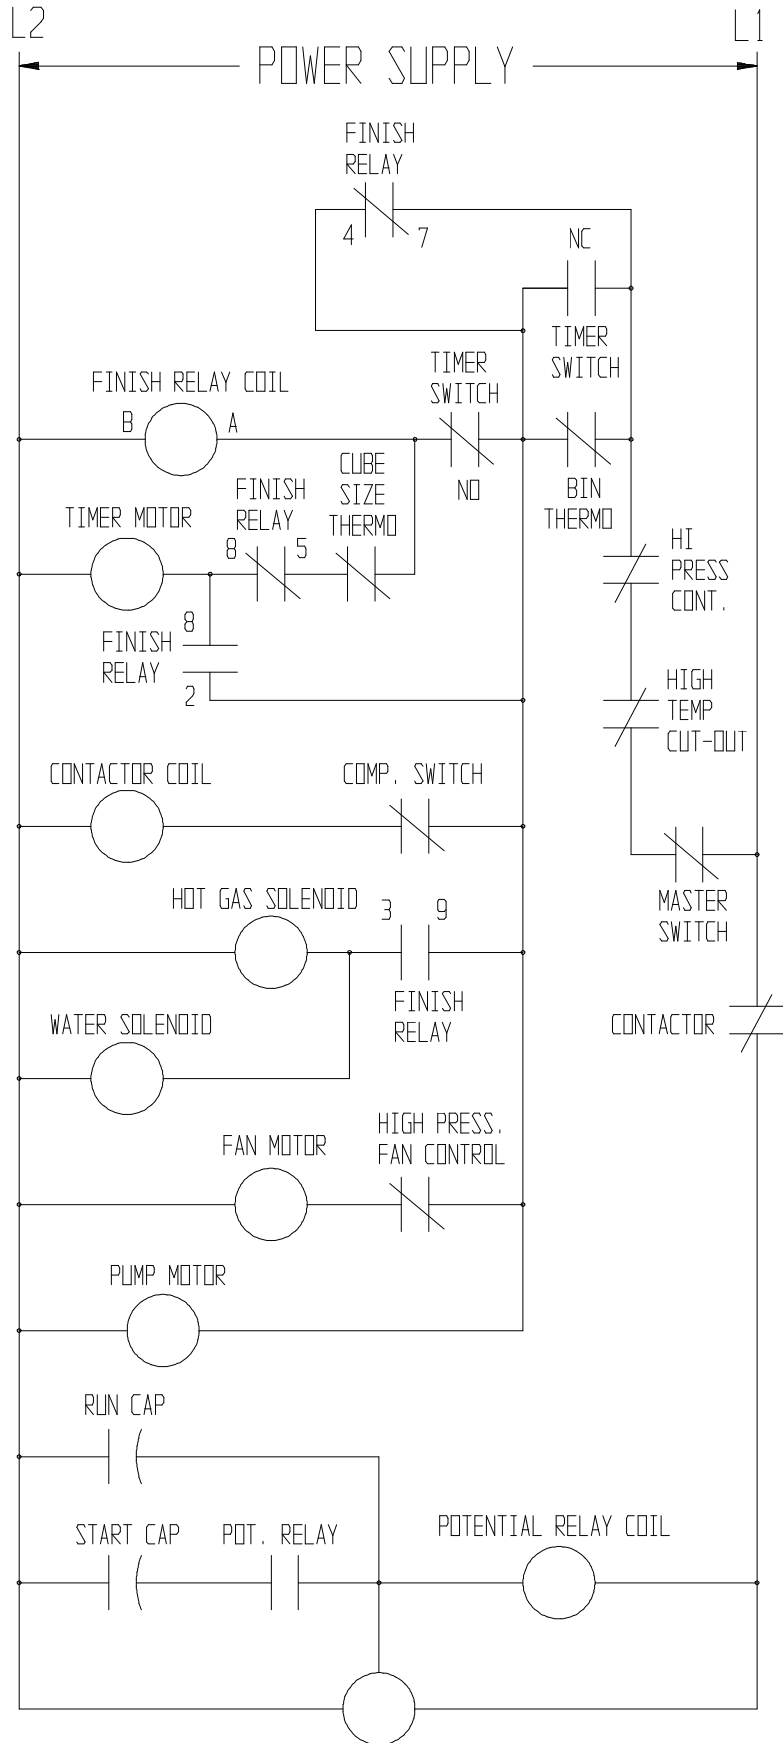 L2
L1
POWER SUPPLY
FINISH
RELAY
4
7
NC
TIMER
SWITCH
TIMER
SWITCH
FINISH RELAY COIL
B
A
NO
BIN
THERMO
CUBE
SIZE
THERMO
FINISH
RELAY
8
5
TIMER MOTOR
HI
PRESS
CONT.
8
FINISH
RELAY
2
HIGH
TEMP
CUT-OUT
CONTACTOR COIL
COMP. SWITCH
MASTER
SWITCH
HOT GAS SOLENOID
3
9
FINISH
RELAY
WATER SOLENOID
CONTACTOR
FAN MOTOR
HIGH PRESS.
FAN CONTROL
PUMP MOTOR
RUN CAP
START CAP
POT. RELAY
POTENTIAL RELAY COIL